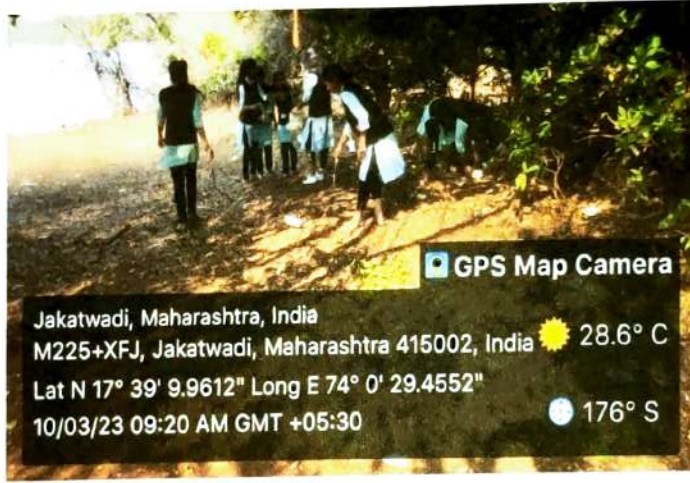 GPS Map Camera
Jakatwadi, Maharashtra, India
M225+XFJ, Jakatwadi, Maharashtra 415002, India
28.6° C
Lat N 17° 39' 9.9612" Long E 74° 0' 29.4552"
10/03/23 09:20 AM GMT +05:30
176° S